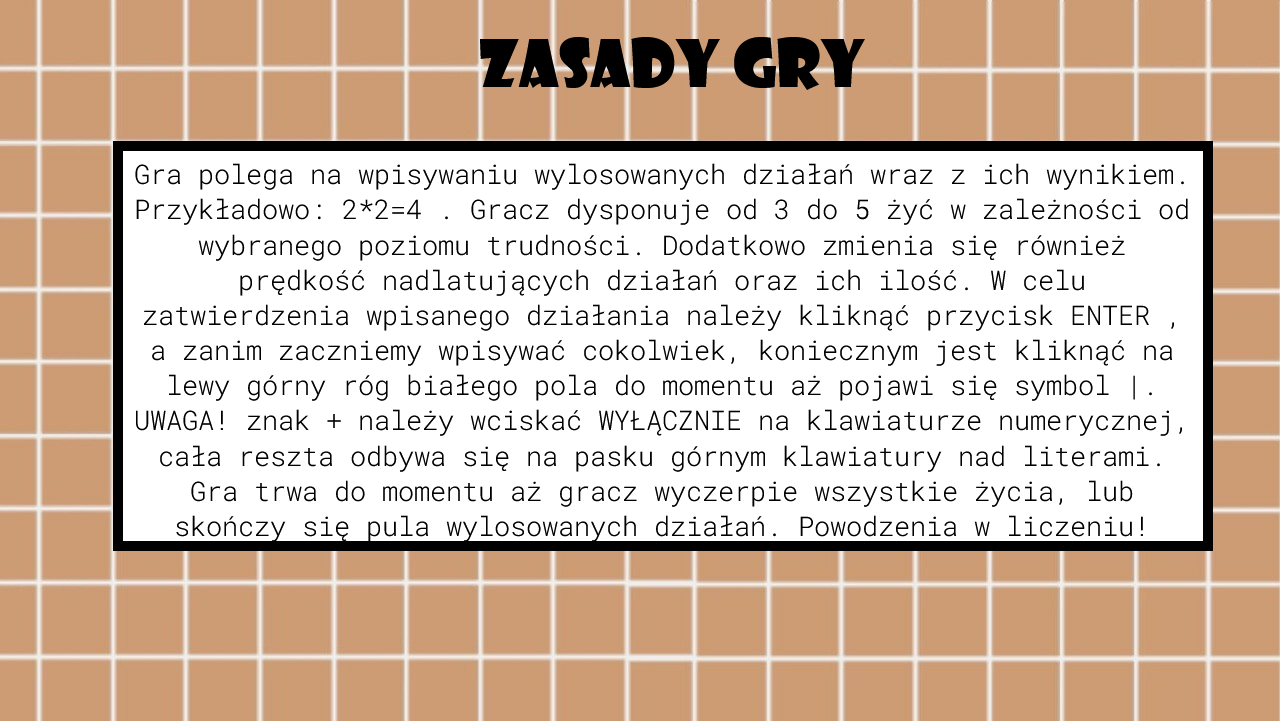 ZASADY GRY
Gra polega na wpisywaniu wylosowanych działań wraz z ich wynikiem.
Przykładowo: 2*2=4 . Gracz dysponuje od 3 do 5 żyć w zależności od
wybranego poziomu trudności. Dodatkowo zmienia się również
prędkość nadlatujących działań oraz ich ilość. W celu
zatwierdzenia wpisanego działania należy kliknąć przycisk ENTER ,
a zanim zaczniemy wpisywać cokolwiek, koniecznym jest kliknąć na
lewy górny róg białego pola do momentu aż pojawi się symbol |.
UWAGA! znak + należy wciskać WYŁĄCZNIE na klawiaturze numerycznej,
cała reszta odbywa się na pasku górnym klawiatury nad literami.
Gra trwa do momentu aż gracz wyczerpie wszystkie życia, lub
skończy się pula wylosowanych działań. Powodzenia w liczeniu!